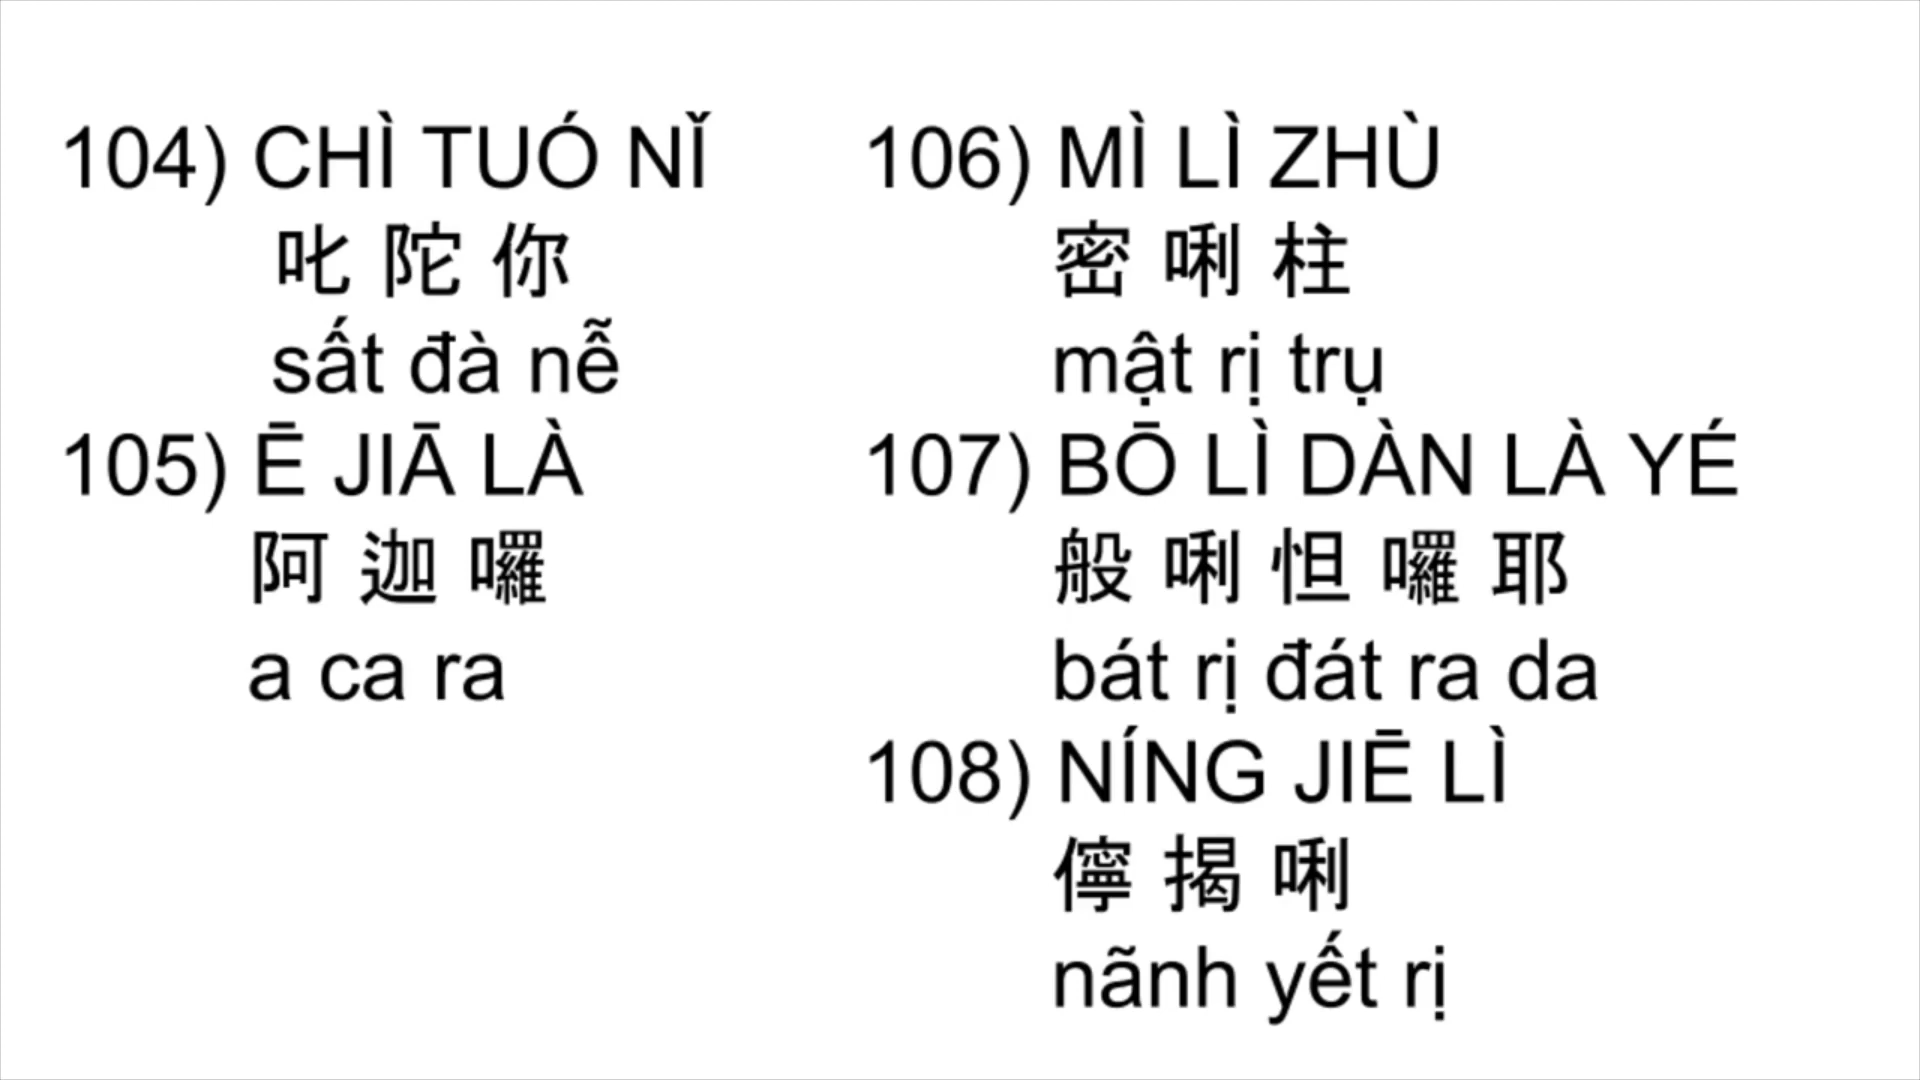 104) CHÌ TUÓ NǏ
叱 陀 你
sất đà nễ
105) Ē JIĀ LÀ
阿 迦 囉
a ca ra
106) MÌ LÌ ZHÙ
密 唎 柱
mật rị trụ
107) BŌ LÌ DÀN LÀ YÉ
般 唎 怛 囉 耶
bát rị đát ra da
108) NÍNG JIĒ LÌ
儜 揭 唎
nãnh yết rị